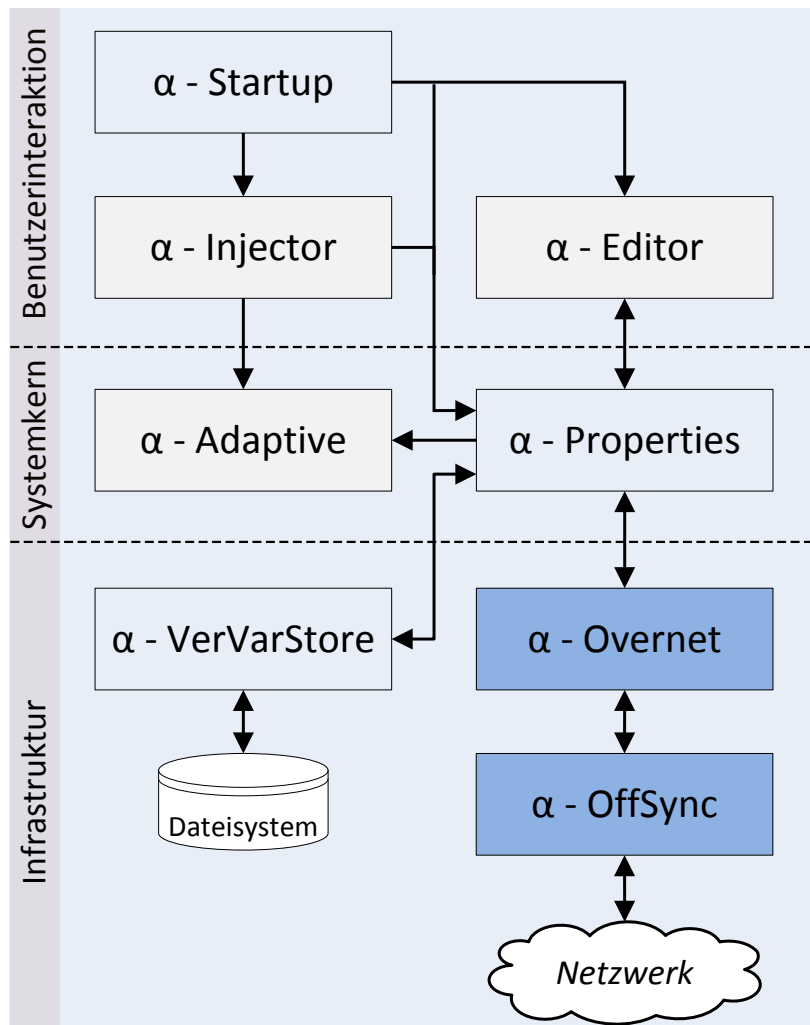 Benutzerinteraktion
α - Startup
α - Injector
α - Editor
Systemkern
α - Adaptive
α - Properties
Infrastruktur
α - VerVarStore
α - Overnet
Dateisystem
α - OffSync
Netzwerk